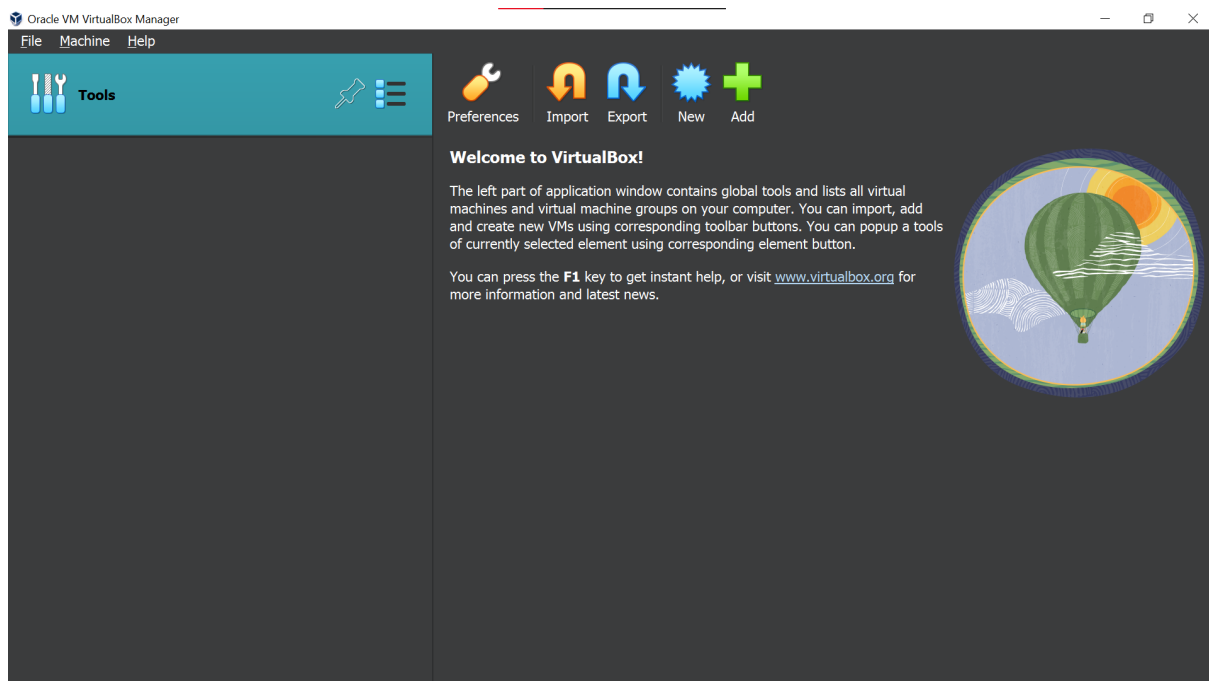 Oracle VM VirtualBox Manager
File Machine Help
Tools
Preferences Import Export New Add
Welcome to VirtualBox!
The left part of application window contains global tools and lists all virtual
machines and virtual machine groups on your computer. You can import, add
and create new VMs using corresponding toolbar buttons. You can popup a tools
of currently selected element using corresponding element button.
You can press the F1 key to get instant help, or visit www.virtualbox.org for
more information and latest news.